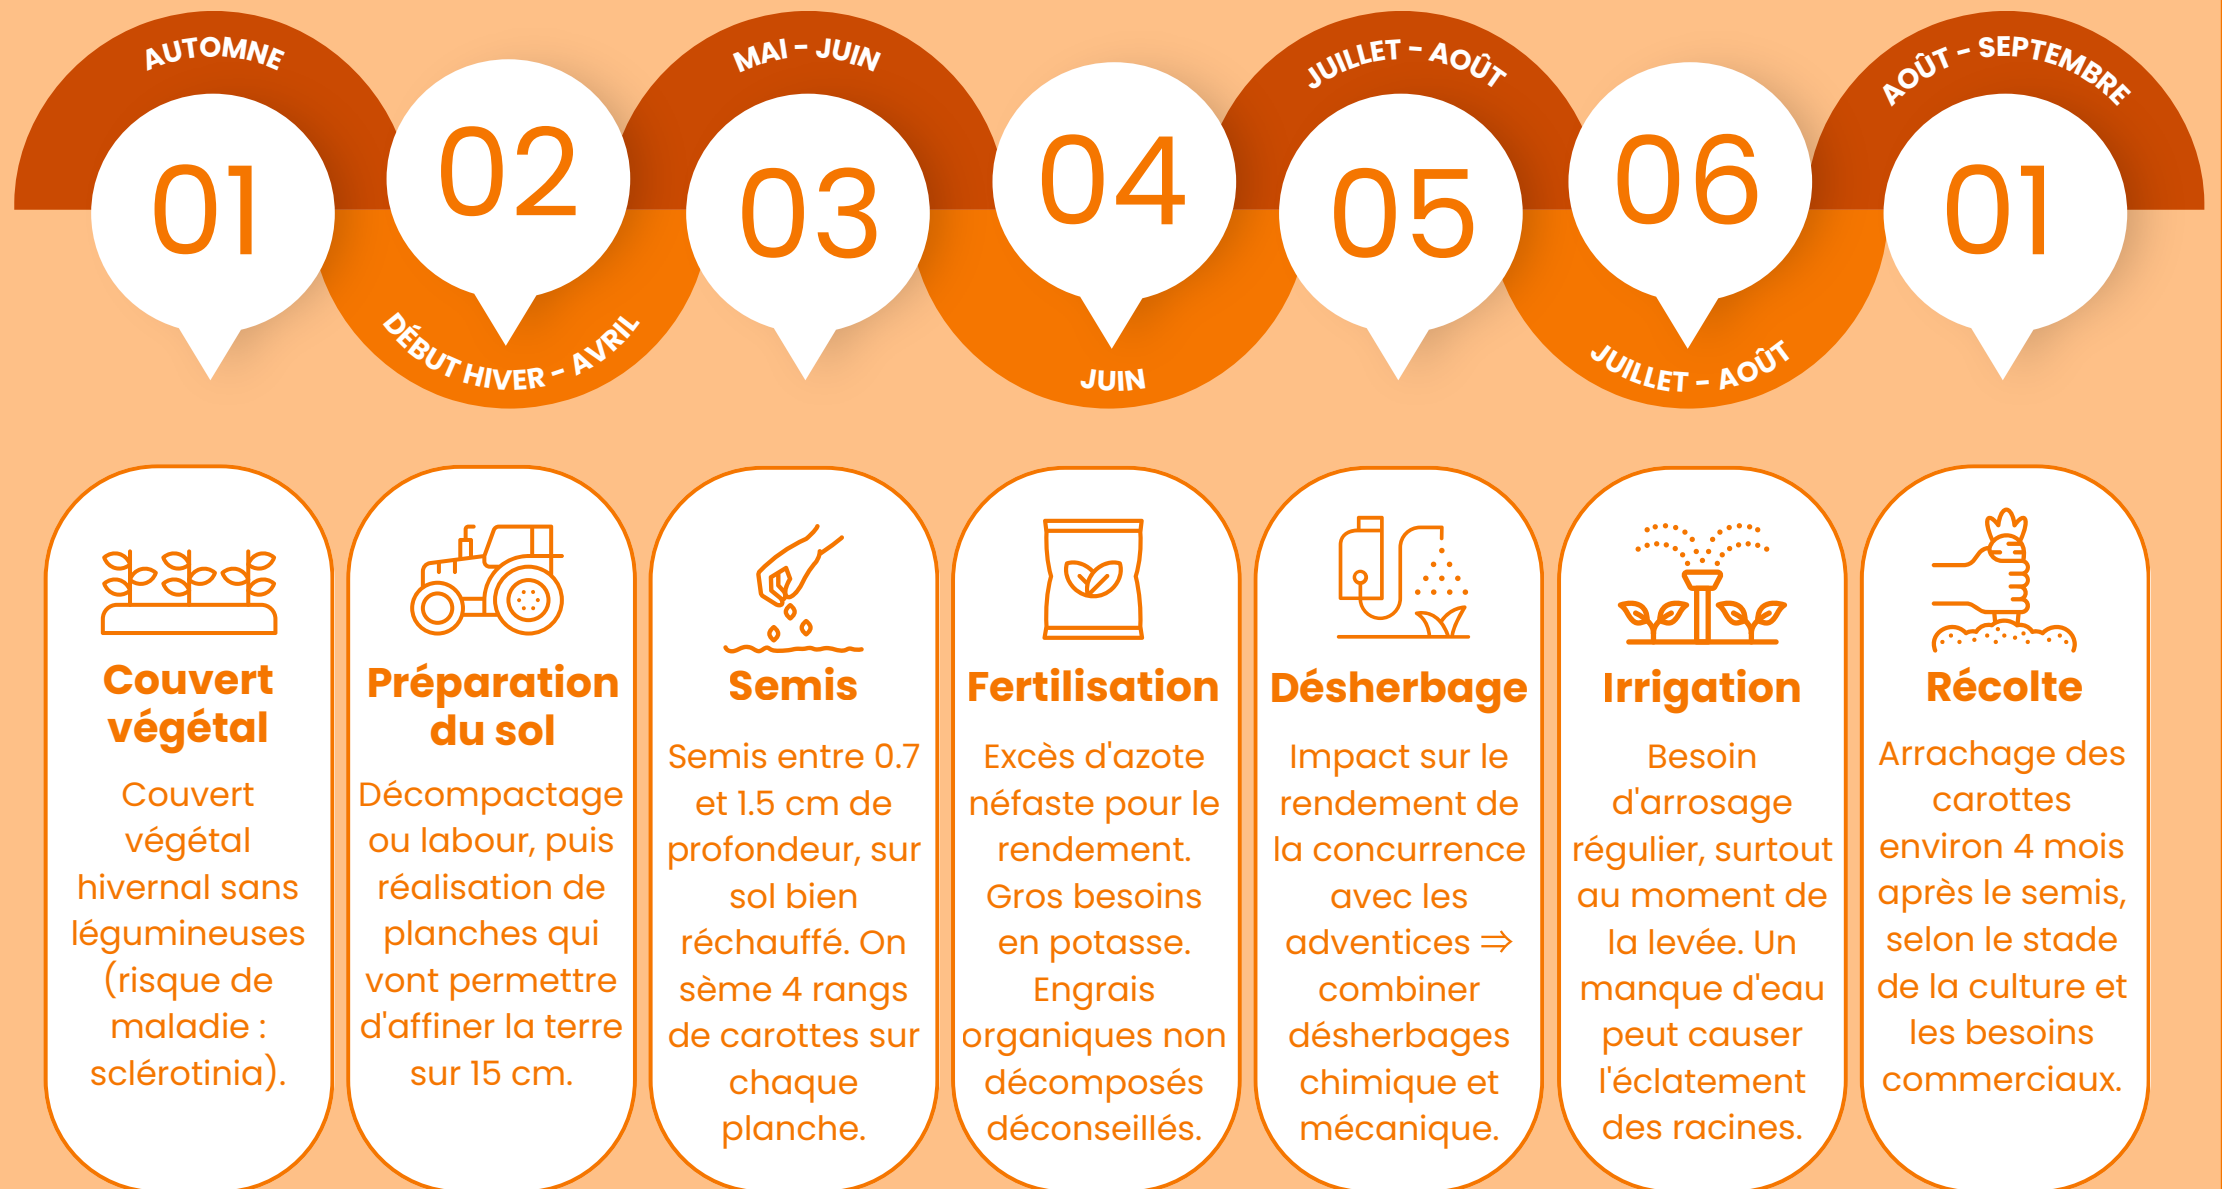 AUTOMNE
01
02
DÉBUT HIVER - AVRIL
MAI - JUIN
03
04
JUIN
JUILLET - AOÛT
05
06
JUILLET - AOÛT
AOÛT - SEPTEMBRE
01
Couvert
végétal
Couvert
végétal
hivernal sans
légumineuses
(risque de
maladie :
sclérotinia).
Préparation
du sol
Décompactage
ou labour, puis
réalisation de
planches qui
vont permettre
d'affiner la terre
sur 15 cm.
Semis
Semis entre 0.7
et 1.5 cm de
profondeur, sur
sol bien
réchauffé. On
sème 4 rangs
de carottes sur
chaque
planche.
Fertilisation
Excès d'azote
néfaste pour le
rendement.
Gros besoins
en potasse.
Engrais
organiques non
décomposés
déconseillés.
Désherbage
Impact sur le
rendement de
la concurrence
avec les
adventices ⇒
combiner
désherbages
chimique et
mécanique.
Irrigation
Besoin
d'arrosage
régulier, surtout
au moment de
la levée. Un
manque d'eau
peut causer
l'éclatement
des racines.
Récolte
Arrachage des
carottes
environ 4 mois
après le semis,
selon le stade
de la culture et
les besoins
commerciaux.